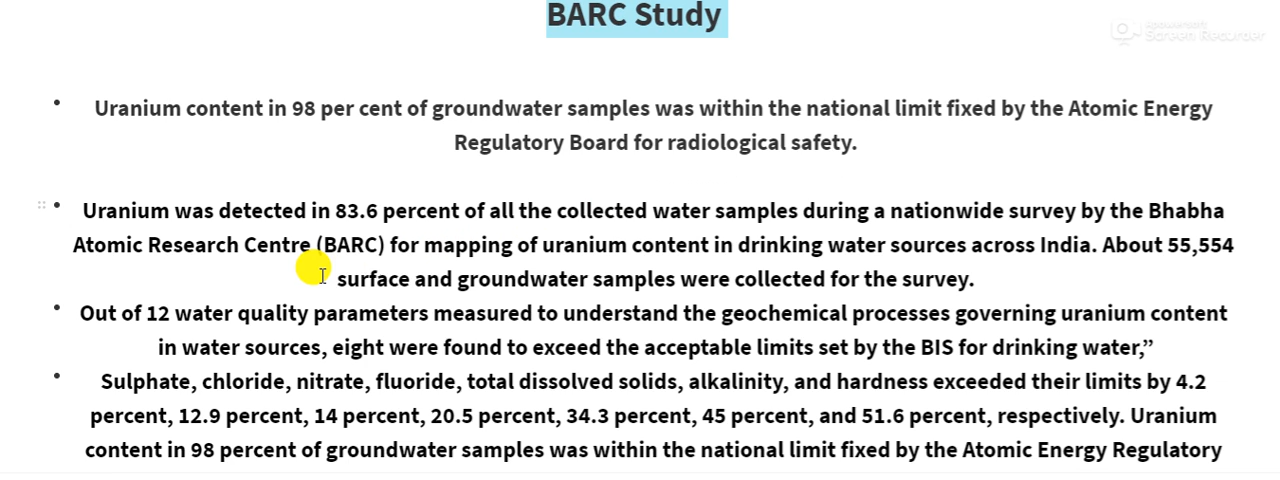 BARC Study
Apowersoft
Screen Recorder
• Uranium content in 98 per cent of groundwater samples was within the national limit fixed by the Atomic Energy
Regulatory Board for radiological safety.
• Uranium was detected in 83.6 percent of all the collected water samples during a nationwide survey by the Bhabha
Atomic Research Centre (BARC) for mapping of uranium content in drinking water sources across India. About 55,554
surface and groundwater samples were collected for the survey.
• Out of 12 water quality parameters measured to understand the geochemical processes governing uranium content
in water sources, eight were found to exceed the acceptable limits set by the BIS for drinking water,”
• Sulphate, chloride, nitrate, fluoride, total dissolved solids, alkalinity, and hardness exceeded their limits by 4.2
percent, 12.9 percent, 14 percent, 20.5 percent, 34.3 percent, 45 percent, and 51.6 percent, respectively. Uranium
content in 98 percent of groundwater samples was within the national limit fixed by the Atomic Energy Regulatory